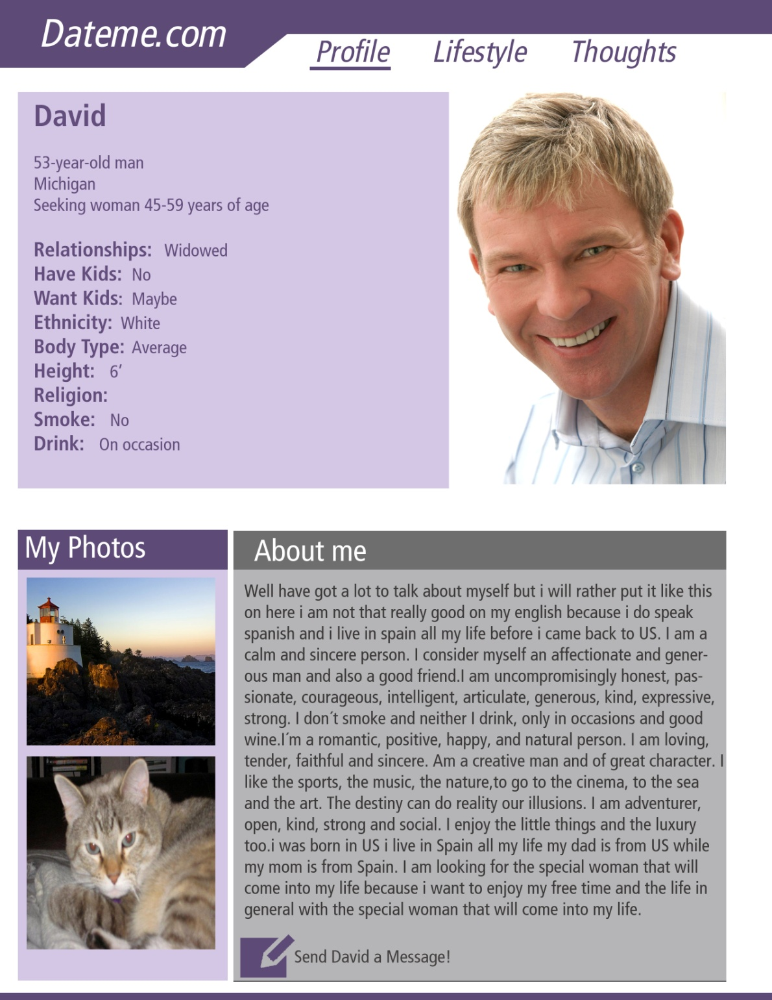 Dateme.com
Profile Lifestyle Thoughts
David
53-year-old man
Michigan
Seeking woman 45-59 years of age
Relationships: Widowed
Have Kids: No
Want Kids: Maybe
Ethnicity: White
Body Type: Average
Height: 6’
Religion:
Smoke: No
Drink: On occasion
My Photos
About me
Well have got a lot to talk about myself but i will rather put it like this
on here i am not that really good on my english because i do speak
spanish and i live in spain all my life before i came back to US. I am a
calm and sincere person. I consider myself an affectionate and gener-
ous man and also a good friend.I am uncompromisingly honest, pas-
sionate, courageous, intelligent, articulate, generous, kind, expressive,
strong. I don´t smoke and neither I drink, only in occasions and good
wine.I´m a romantic, positive, happy, and natural person. I am loving,
tender, faithful and sincere. Am a creative man and of great character. I
like the sports, the music, the nature,to go to the cinema, to the sea
and the art. The destiny can do reality our illusions. I am adventurer,
open, kind, strong and social. I enjoy the little things and the luxury
too.i was born in US i live in Spain all my life my dad is from US while
my mom is from Spain. I am looking for the special woman that will
come into my life because i want to enjoy my free time and the life in
general with the special woman that will come into my life.
Send David a Message!